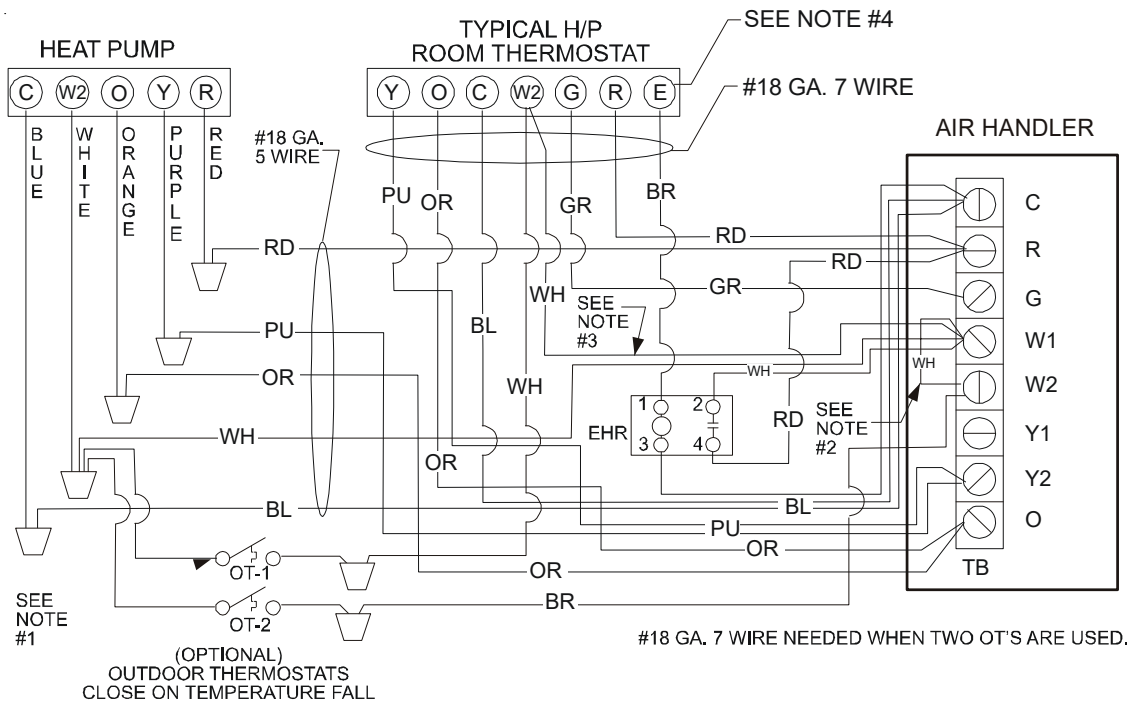 TYPICAL H/P
ROOM THERMOSTAT
SEE NOTE #4
HEAT PUMP
C W2 O Y R
Y O C W2 G R E
#18 GA. 7 WIRE
BLUE
WHITE
ORANGE
PURPLE
RED
#18 GA.
5 WIRE
AIR HANDLER
PU
OR
GR
BR
C
RD
RD
RD
R
GR
G
WH
SEE
NOTE
#3
BL
PU
W1
WH
WH
OR
WH
W2
1 2
EHR
3 4
RD
SEE
NOTE
#2
Y1
WH
OR
Y2
BL
BL
PU
O
OR
OT-1
OR
TB
SEE
NOTE
#1
BR
OT-2
#18 GA. 7 WIRE NEEDED WHEN TWO OT'S ARE USED.
(OPTIONAL)
OUTDOOR THERMOSTATS
CLOSE ON TEMPERATURE FALL